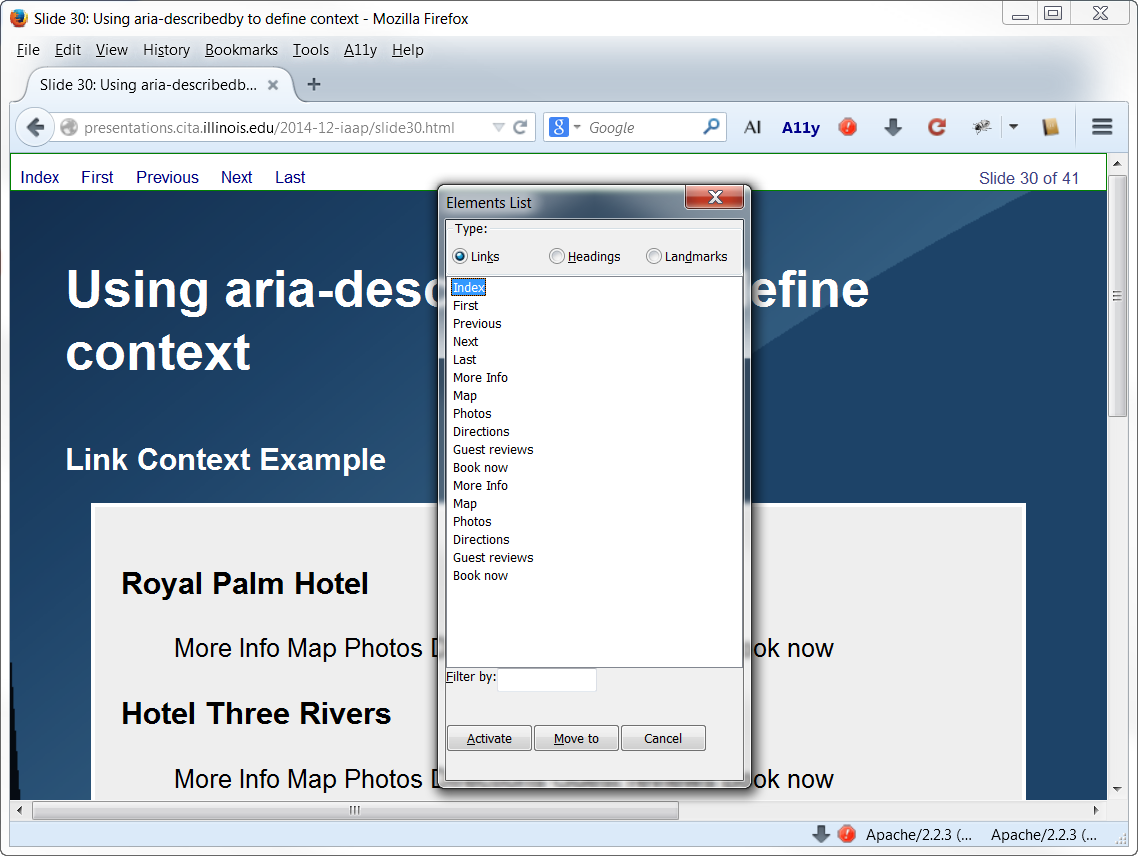 Slide 30: Using aria-describedby to define context - Mozilla Firefox
File Edit View History Bookmarks Tools A11y Help
Slide 30: Using aria-describedb...
presentations.cita.illinois.edu/2014-12-iaap/slide30.html
Google
AI
A11y
Index First Previous Next Last
Slide 30 of 41
Using aria-desc efine
context
Link Context Example
Royal Palm Hotel
More Info Map Photos ok now
Hotel Three Rivers
More Info Map Photos ook now
Elements List
Type:
Links Headings Landmarks
Index
First
Previous
Next
Last
More Info
Map
Photos
Directions
Guest reviews
Book now
More Info
Map
Photos
Directions
Guest reviews
Book now
Filter by:
Activate Move to Cancel
Apache/2.2.3 (... Apache/2.2.3 (...